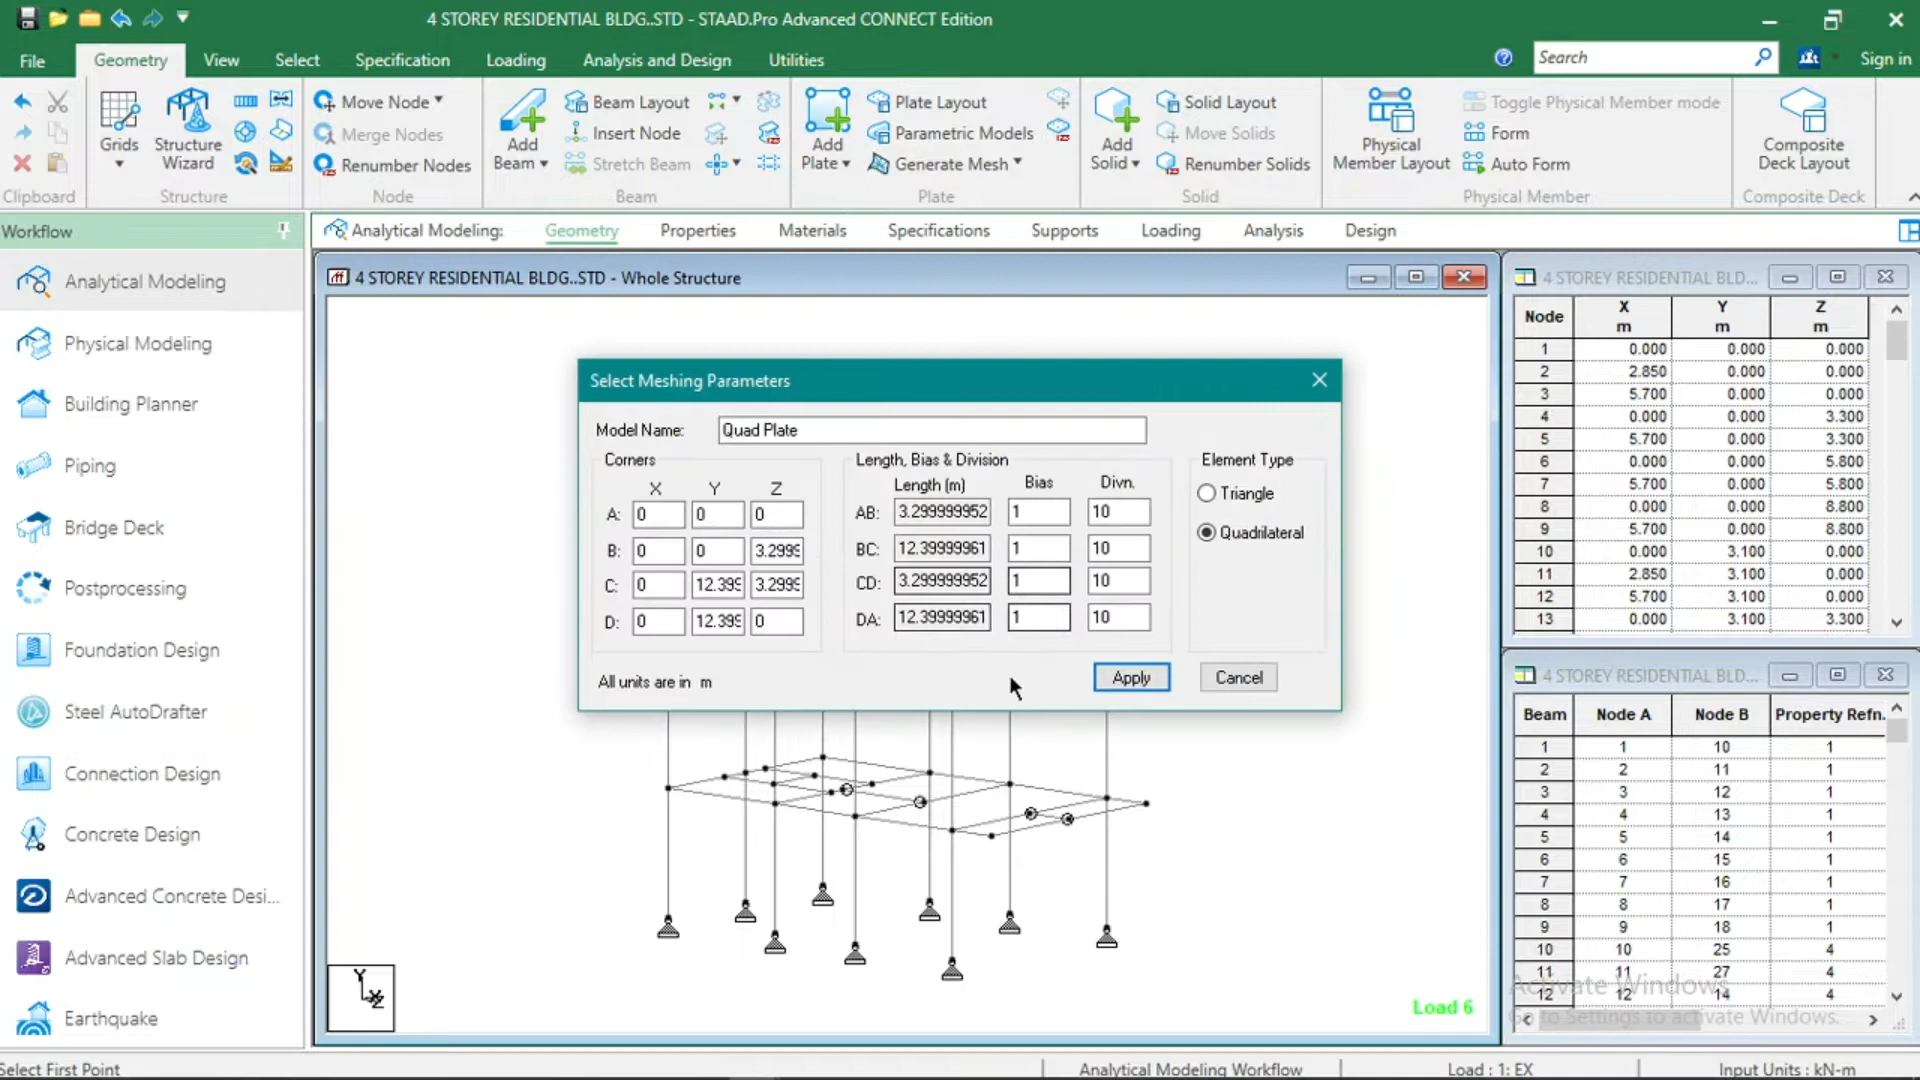 4 STOREY RESIDENTIAL BLDG..STD - STAAD.Pro Advanced CONNECT Edition
File Geometry View Select Specification Loading Analysis and Design Utilities Search Sign in
Move Node Beam Layout Plate Layout Solid Layout Toggle Physical Member mode
Merge Nodes Insert Node Parametric Models Move Solids Form
Grids Structure Wizard Renumber Nodes Add Beam Stretch Beam Add Plate Generate Mesh Add Solid Renumber Solids Physical Member Layout Auto Form Composite Deck Layout
Clipboard Structure Node Beam Plate Solid Physical Member Composite Deck
Workflow
Analytical Modeling
Physical Modeling
Building Planner
Piping
Bridge Deck
Postprocessing
Foundation Design
Steel AutoDrafter
Connection Design
Concrete Design
Advanced Concrete Desi...
Advanced Slab Design
Earthquake
Analytical Modeling: Geometry Properties Materials Specifications Supports Loading Analysis Design
4 STOREY RESIDENTIAL BLDG..STD - Whole Structure
Select Meshing Parameters
Model Name: Quad Plate
Corners Length, Bias & Division Element Type
X Y Z Length (m) Bias Divn.
A: 0 0 0 AB: 3.299999952 1 10 Triangle
B: 0 0 3.299 BC: 12.39999961 1 10 Quadrilateral
C: 0 12.399 3.299 CD: 3.299999952 1 10
D: 0 12.399 0 DA: 12.39999961 1 10
All units are in m Apply Cancel
Y
X
Z
Load 6
4 STOREY RESIDENTIAL BLD...
Node X m Y m Z m
1 0.000 0.000 0.000
2 2.850 0.000 0.000
3 5.700 0.000 0.000
4 0.000 0.000 3.300
5 5.700 0.000 3.300
6 0.000 0.000 5.800
7 5.700 0.000 5.800
8 0.000 0.000 8.800
9 5.700 0.000 8.800
10 0.000 3.100 0.000
11 2.850 3.100 0.000
12 5.700 3.100 0.000
13 0.000 3.100 3.300
4 STOREY RESIDENTIAL BLD...
Beam Node A Node B Property Refn.
1 1 10 1
2 2 11 1
3 3 12 1
4 4 13 1
5 5 14 1
6 6 15 1
7 7 16 1
8 8 17 1
9 9 18 1
10 10 25 4
11 11 27 4
12 12 14 4
Activate Windows
Go to Settings to activate Windows.
Select First Point Analytical Modeling Workflow Load : 1: EX Input Units : kN-m